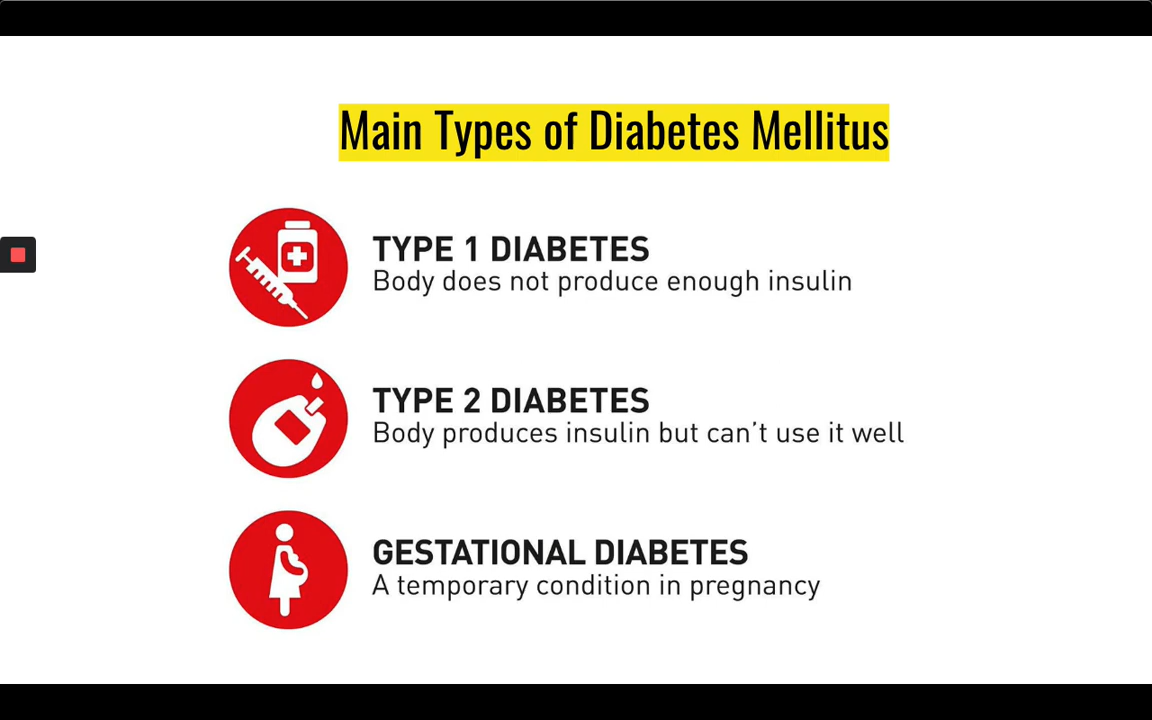 Main Types of Diabetes Mellitus
TYPE 1 DIABETES
Body does not produce enough insulin
TYPE 2 DIABETES
Body produces insulin but can't use it well
GESTATIONAL DIABETES
A temporary condition in pregnancy